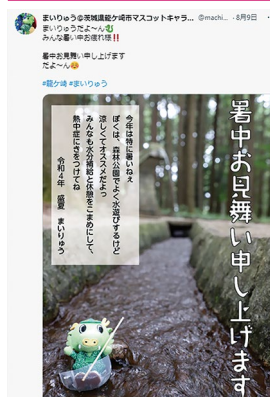 まいりゅう@茨城県龍ケ崎市マスコットキャラ... @machi... · 8月9日
まいりゅうだよ~ん🐉
みんな暑い中お疲れ様‼
暑中お見舞い申し上げます
だよ~ん😊
#龍ケ崎 #まいりゅう
暑中お見舞い申し上げます
今年は特に暑いねぇ
ぼくは、森林公園でよく水遊びするけど
涼しくてオススメだよっ
みんなも水分補給と休憩をこまめにして、
熱中症にきをつけてね
令和4年 盛夏 まいりゅう